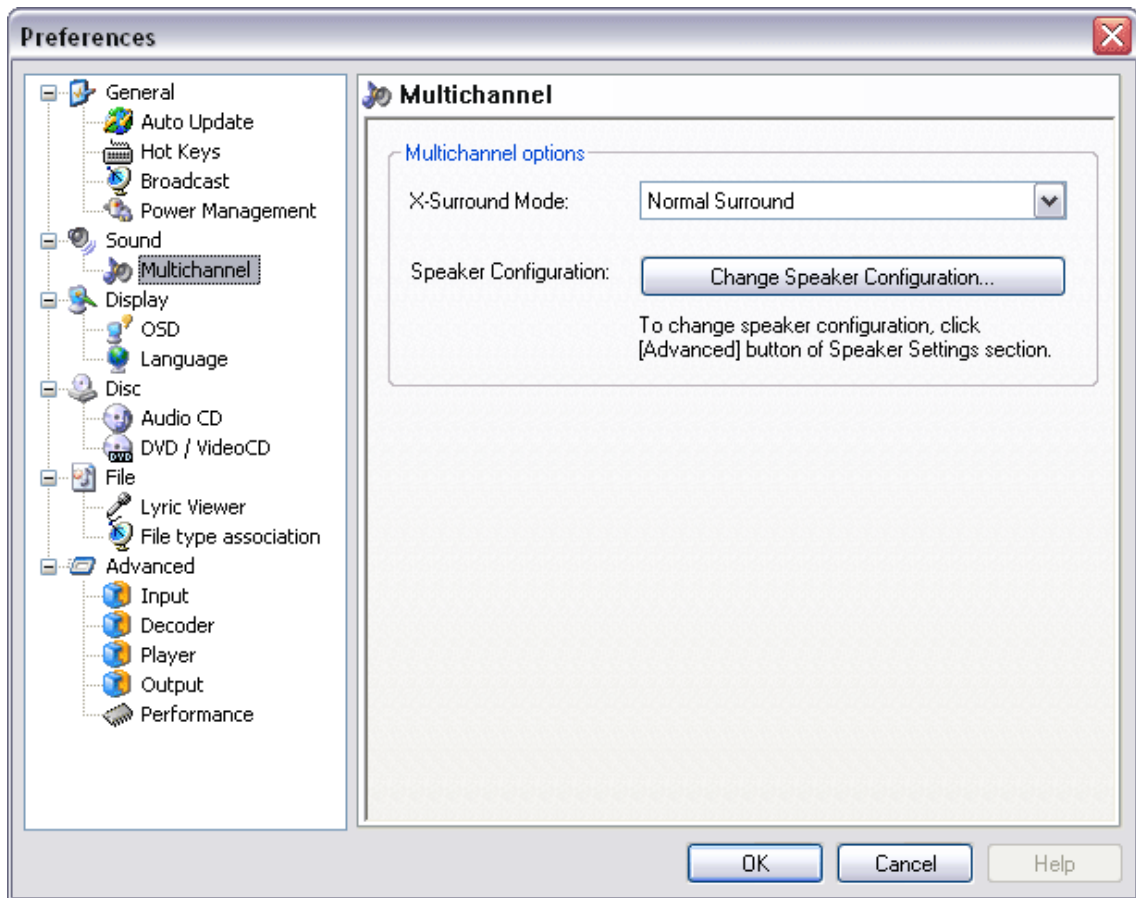 Preferences
General
Auto Update
Hot Keys
Broadcast
Power Management
Sound
Multichannel
Display
OSD
Language
Disc
Audio CD
DVD
DVD / VideoCD
File
Lyric Viewer
File type association
Advanced
Input
Decoder
Player
Output
Performance
Multichannel
Multichannel options
X-Surround Mode:
Normal Surround
Speaker Configuration:
Change Speaker Configuration...
To change speaker configuration, click
[Advanced] button of Speaker Settings section.
OK
Cancel
Help